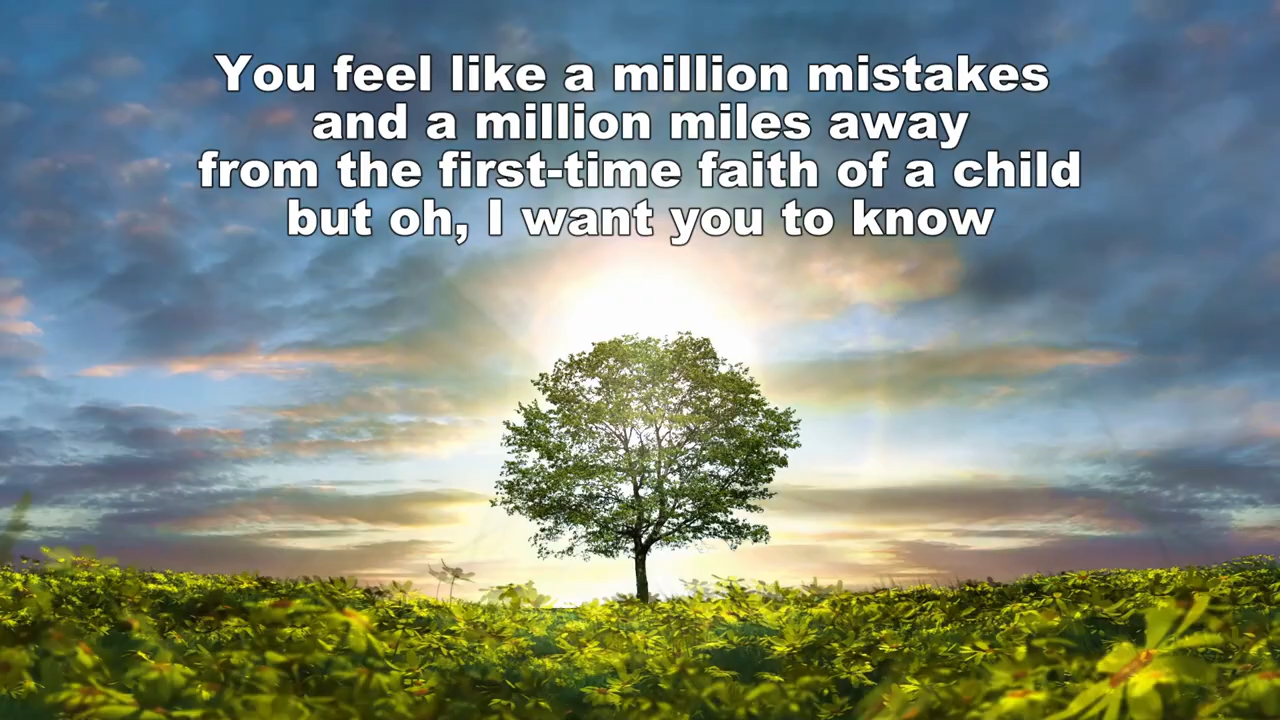 You feel like a million mistakes
and a million miles away
from the first-time faith of a child
but oh, I want you to know